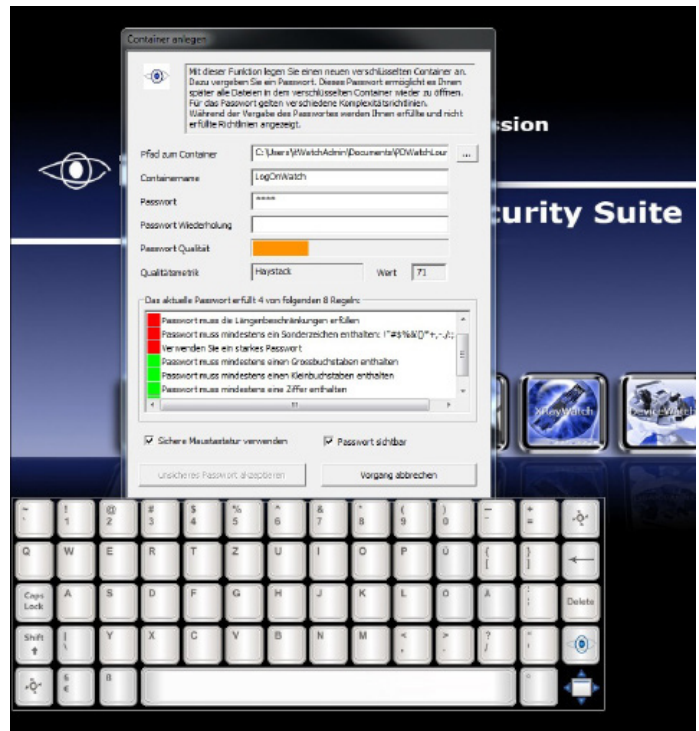 Container anlegen
Mit dieser Funktion legen Sie einen neuen verschlüsselten Container an.
Dazu vergeben Sie ein Passwort. Dieses Passwort ermöglicht es Ihnen
später alle Dateien in dem verschlüsselten Container wieder zu öffnen.
Für das Passwort gelten verschiedene Komplexitätsrichtlinien.
Während der Vergabe des Passwortes werden Ihnen erfüllte und nicht
erfüllte Richtlinien angezeigt.
ssion
Pfad zum Container C:\Users\itWatchAdmin\Documents\PDWatchLour ...
Containername LogOnWatch
Passwort ****
Passwort Wiederholung
curity Suite
Passwort Qualität
Qualitätsmetrik Haystack Wert 71
Das aktuelle Passwort erfüllt 4 von folgenden 8 Regeln:
Passwort muss die Längenbeschränkungen erfüllen
Passwort muss mindestens ein Sonderzeichen enthalten: !"#$%&()*+,-./:;
Verwenden Sie ein starkes Passwort
Passwort muss mindestens einen Grossbuchstaben enthalten
Passwort muss mindestens einen Kleinbuchstaben enthalten
Passwort muss mindestens eine Ziffer enthalten
XRayWatch DeviceWatch
Sichere Maustastatur verwenden Passwort sichtbar
Unsicheres Passwort akzeptieren Vorgang abbrechen
~ ` ! 1 @ 2 # 3 $ 4 % 5 ^ 6 & 7 * 8 ( 9 ) 0 _ - + =
Q W E R T Z U I O P Ü { [ } ]
Caps Lock A S D F G H J K L Ö Ä : ; Delete
Shift | \ Y X C V B N M < , > . ? / " '
§ € ß °